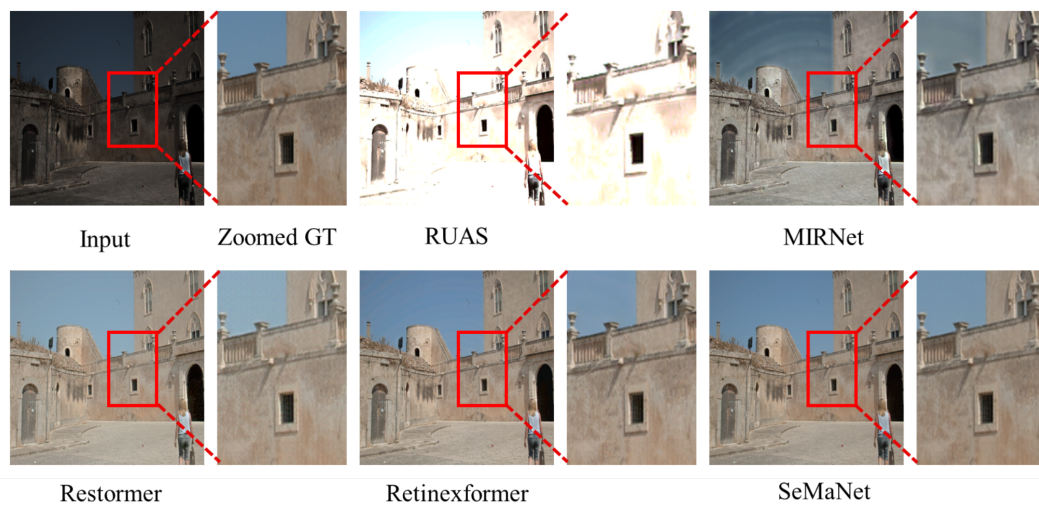 Input
Zoomed GT
RUAS
MIRNet
Restormer
Retinexformer
SeMaNet